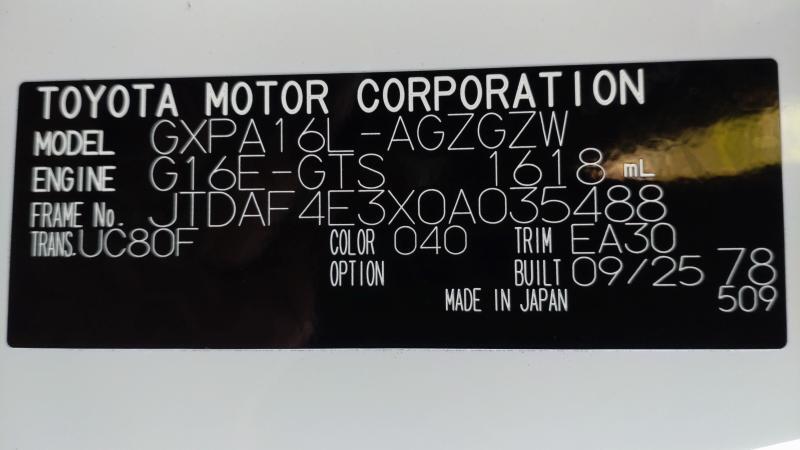 TOYOTA MOTOR CORPORATION
MODEL GXPA16L-AGZGZW
ENGINE G16E-GTS 1618 mL
FRAME No. JTDAF4E3X0A035488
TRANS. UC80F COLOR 040 TRIM EA30
OPTION BUILT 09/25 78
MADE IN JAPAN 509